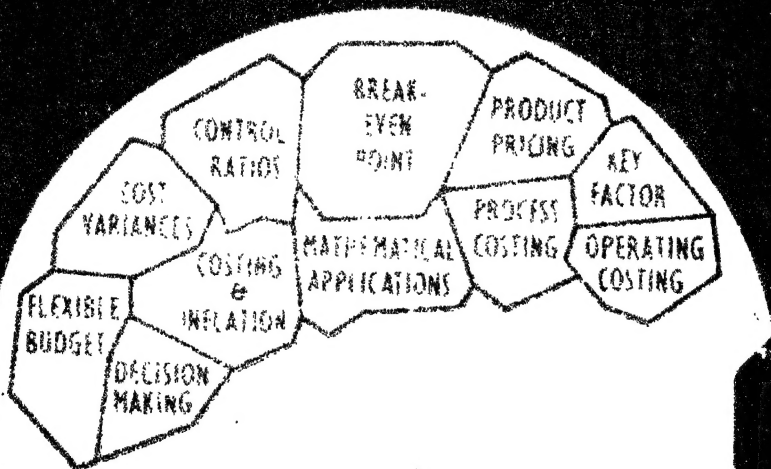 BREAK-
EVEN
POINT
CONTROL
RATIOS
PRODUCT
PRICING
KEY
FACTOR
COST
VARIANCES
PROCESS
COSTING
OPERATING
COSTING
MATHEMATICAL
APPLICATIONS
COSTING
&
INFLATION
FLEXIBLE
BUDGET
DECISION
MAKING